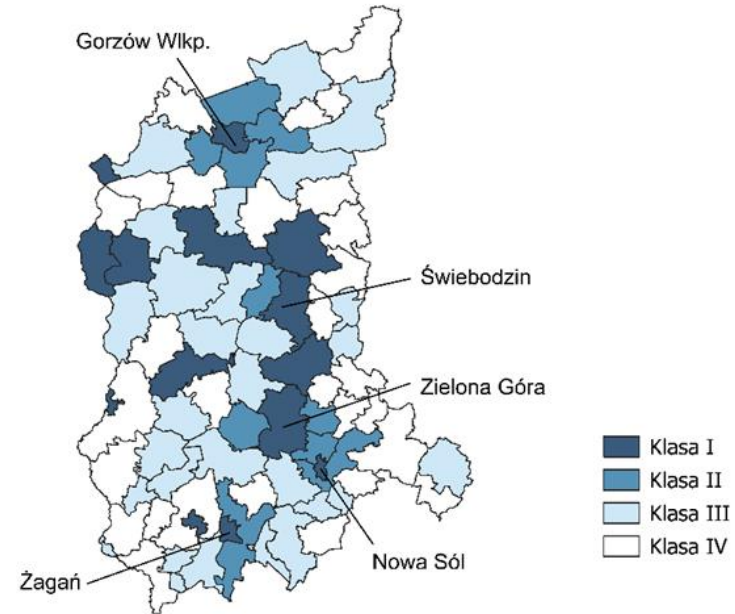 Gorzów Wlkp.
Świebodzin
Zielona Góra
Klasa I
Klasa II
Klasa III
Klasa IV
Nowa Sól
Żagań